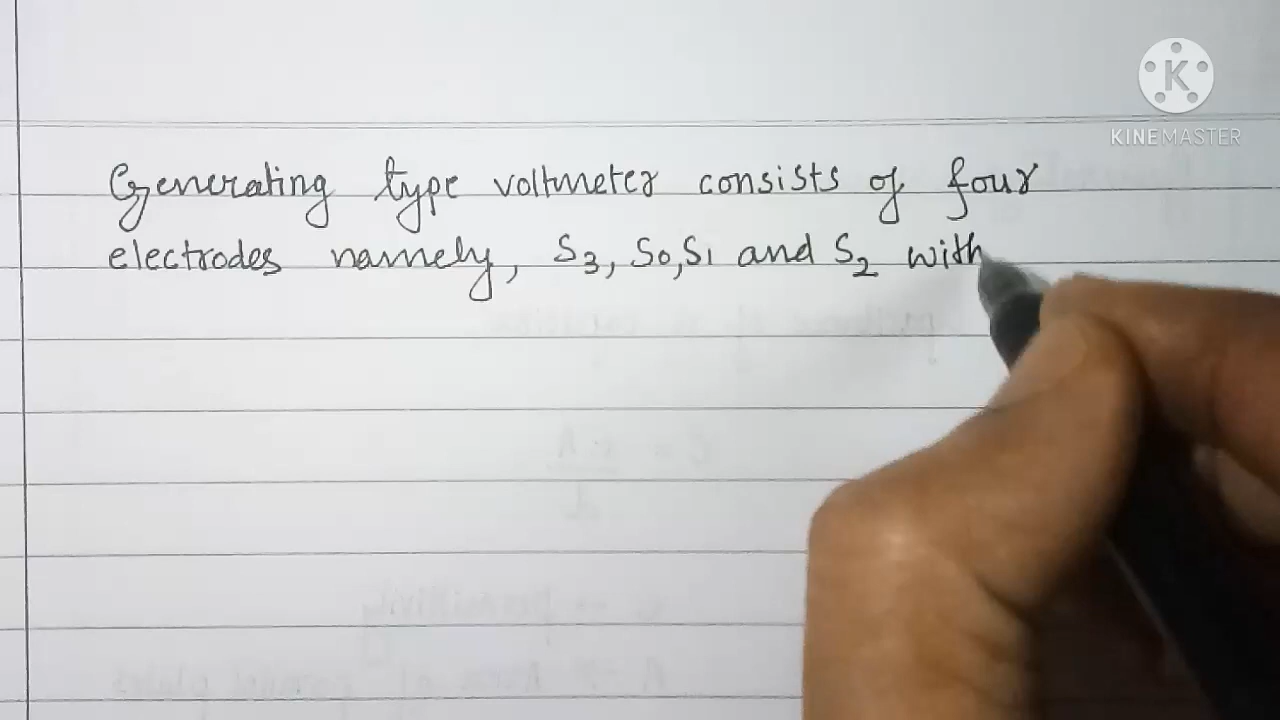 K
KINEMASTER
Generating type voltmeter consists of four
electrodes namely, S3, S0, S1 and S2 with